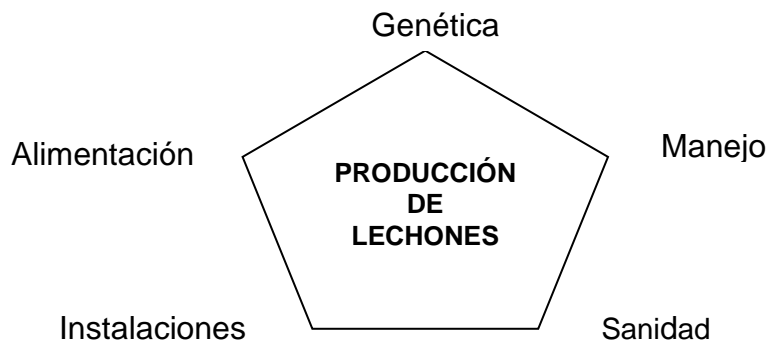 Genética
Alimentación
Manejo
PRODUCCIÓN
DE
LECHONES
Instalaciones
Sanidad